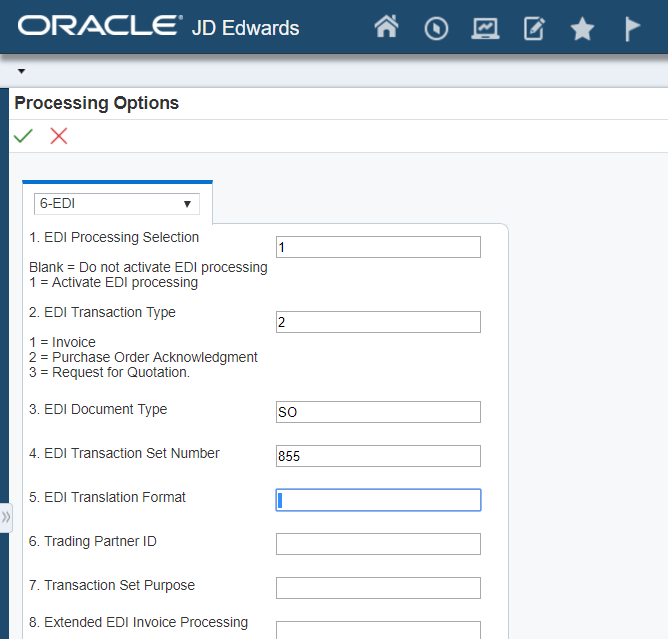 ORACLE® JD Edwards
Processing Options
6-EDI
1. EDI Processing Selection
1
Blank = Do not activate EDI processing
1 = Activate EDI processing
2. EDI Transaction Type
2
1 = Invoice
2 = Purchase Order Acknowledgment
3 = Request for Quotation.
3. EDI Document Type
SO
4. EDI Transaction Set Number
855
5. EDI Translation Format
6. Trading Partner ID
7. Transaction Set Purpose
8. Extended EDI Invoice Processing